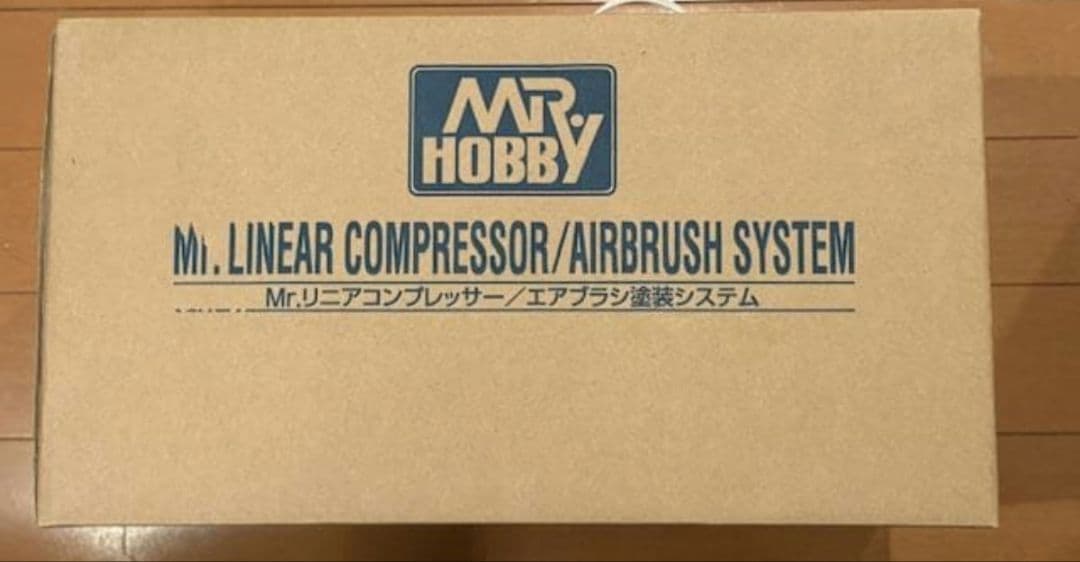 MR.
HOBBY
Mr. LINEAR COMPRESSOR/AIRBRUSH SYSTEM
Mr.リニアコンプレッサー/エアブラシ塗装システム